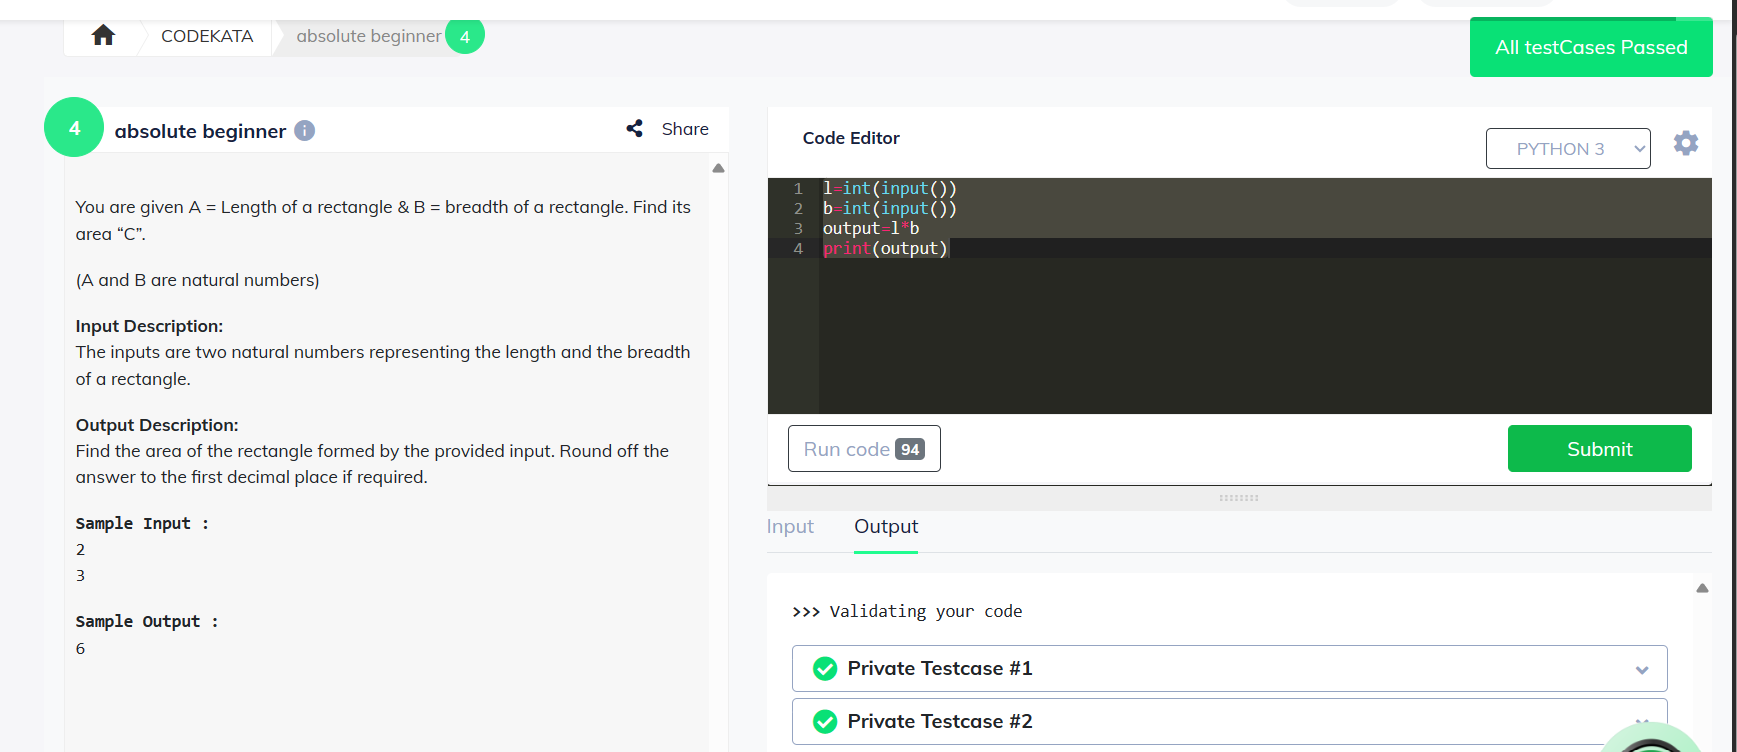 CODEKATA
absolute beginner
4
All testCases Passed
4
absolute beginner
i
Share
You are given A = Length of a rectangle & B = breadth of a rectangle. Find its
area “C”.
(A and B are natural numbers)
Input Description:
The inputs are two natural numbers representing the length and the breadth
of a rectangle.
Output Description:
Find the area of the rectangle formed by the provided input. Round off the
answer to the first decimal place if required.
Sample Input :
2
3
Sample Output :
6
Code Editor
PYTHON 3
1 l=int(input())
2 b=int(input())
3 output=l*b
4 print(output)
Run code 94
Submit
Input Output
>>> Validating your code
Private Testcase #1
Private Testcase #2